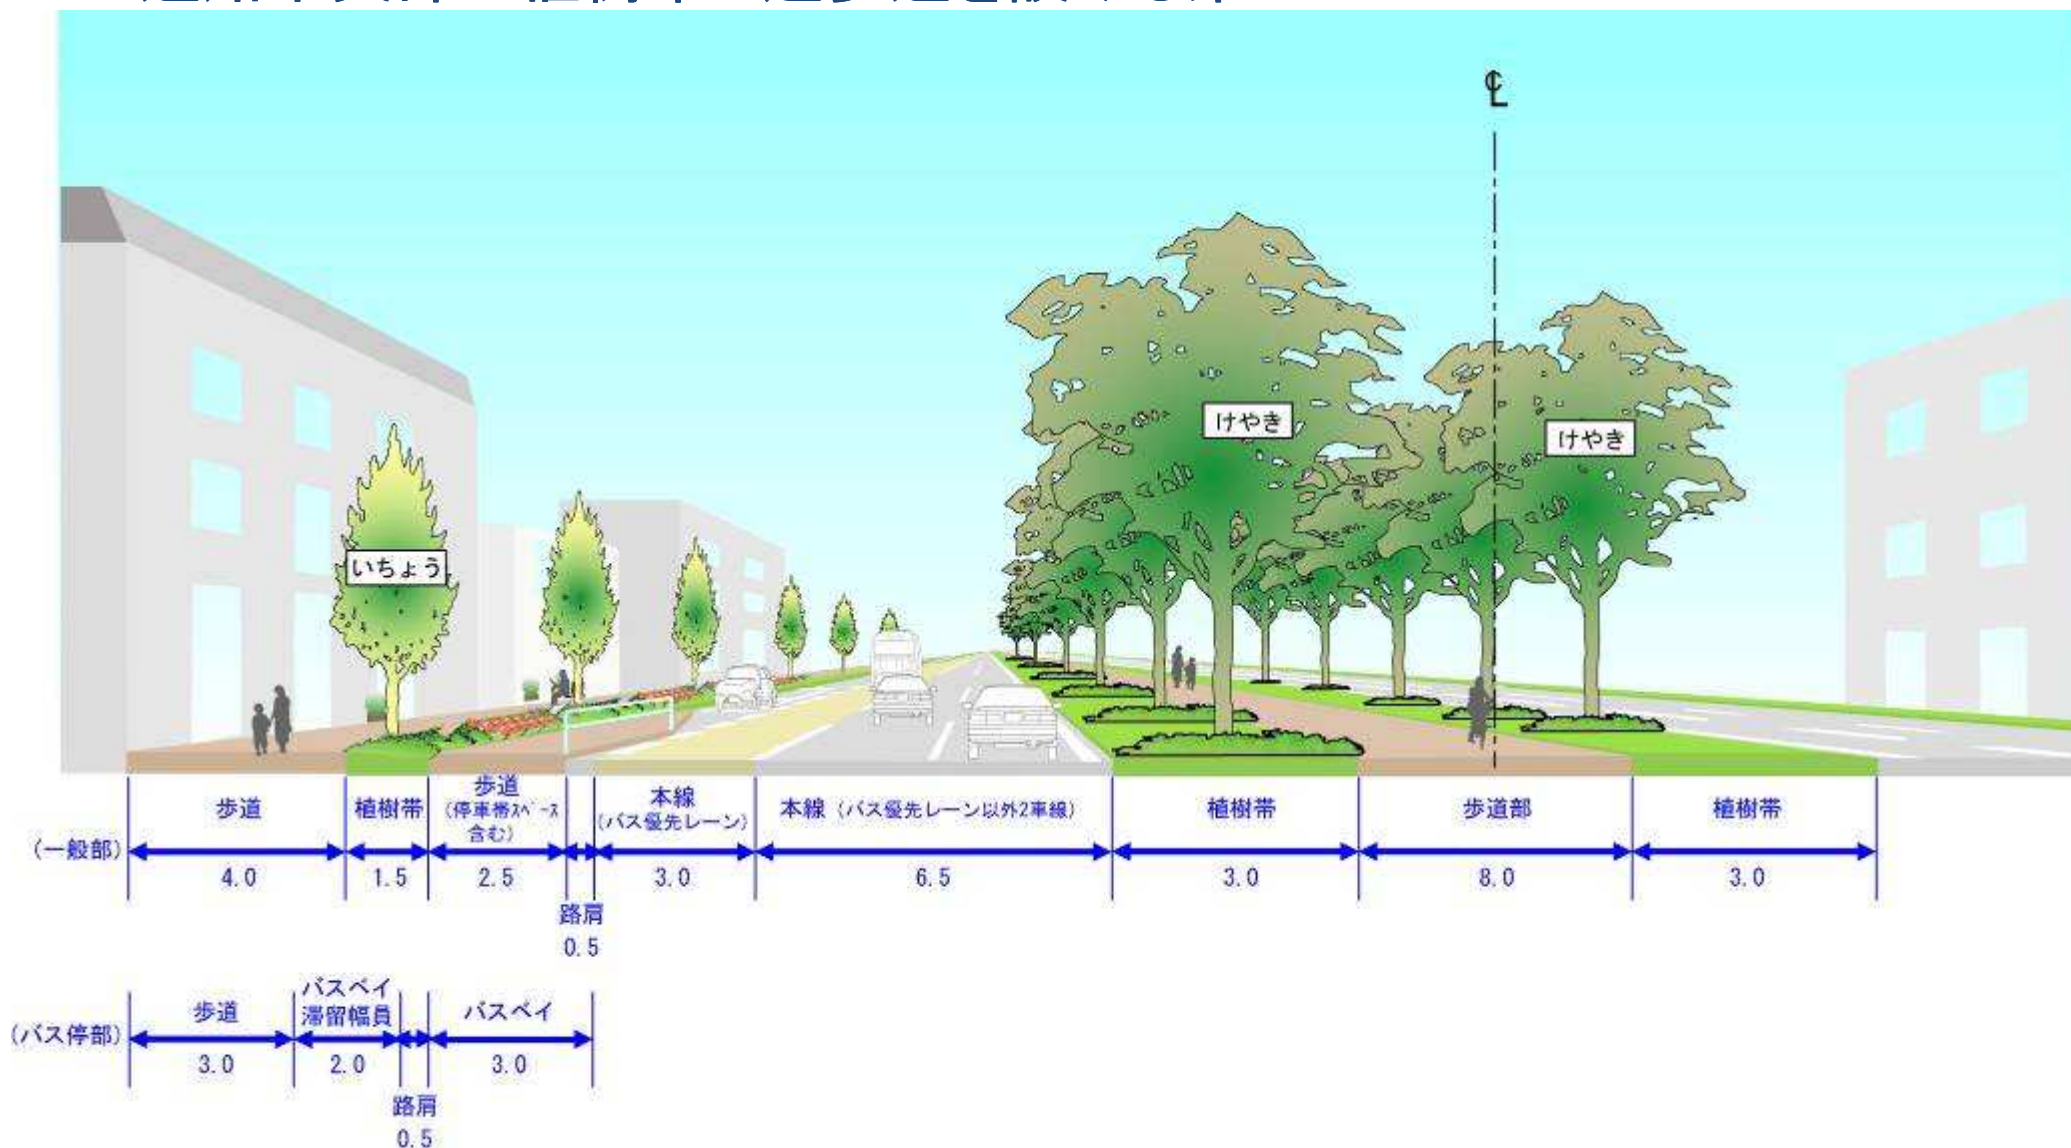 ℄
けやき
けやき
いちょう
歩道
植樹帯
歩道
(停車帯スペース
含む)
本線
(バス優先レーン)
本線 (バス優先レーン以外2車線)
植樹帯
歩道部
植樹帯
(一般部)
4.0
1.5
2.5
3.0
6.5
3.0
8.0
3.0
路肩
0.5
歩道
バスベイ
滞留幅員
バスベイ
(バス停部)
3.0
2.0
3.0
路肩
0.5